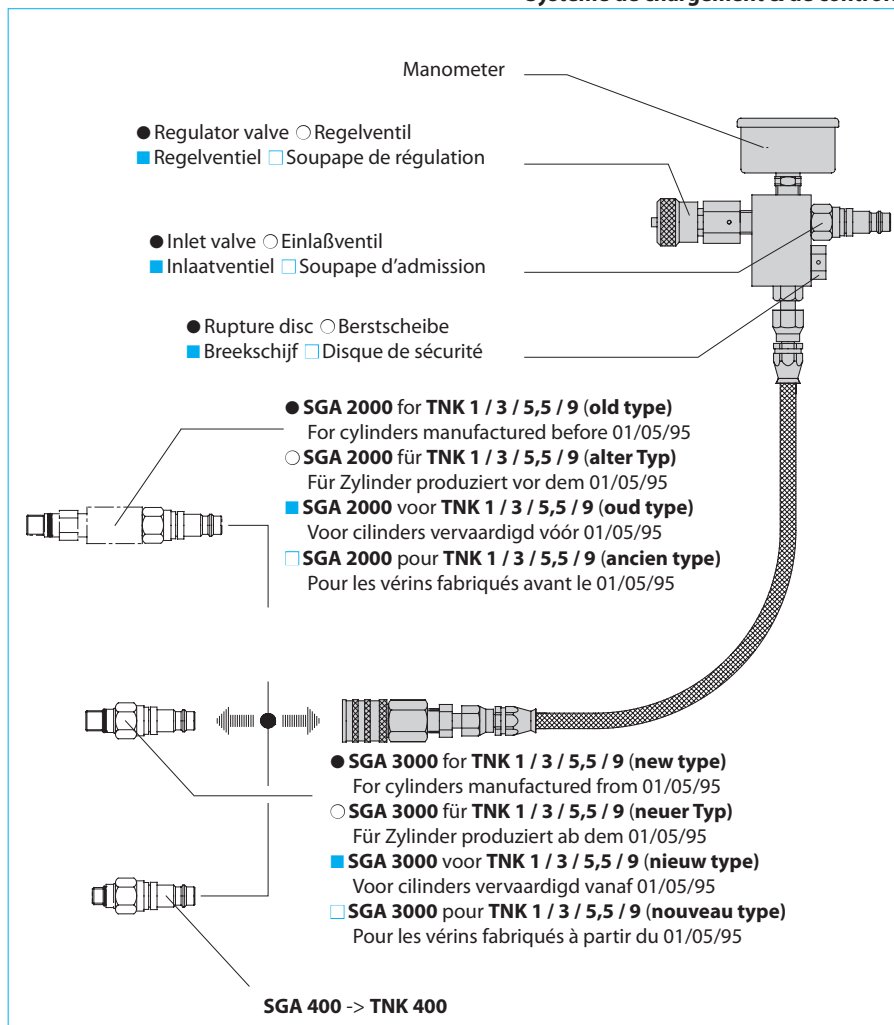 Système de chargement & de contrôl
Manometer
● Regulator valve ○ Regelventil
■ Regelventiel □ Soupape de régulation
● Inlet valve ○ Einlaßventil
■ Inlaatventiel □ Soupape d'admission
● Rupture disc ○ Berstscheibe
■ Breekschijf □ Disque de sécurité
● SGA 2000 for TNK 1 / 3 / 5,5 / 9 (old type)
For cylinders manufactured before 01/05/95
○ SGA 2000 für TNK 1 / 3 / 5,5 / 9 (alter Typ)
Für Zylinder produziert vor dem 01/05/95
■ SGA 2000 voor TNK 1 / 3 / 5,5 / 9 (oud type)
Voor cilinders vervaardigd vóór 01/05/95
□ SGA 2000 pour TNK 1 / 3 / 5,5 / 9 (ancien type)
Pour les vérins fabriqués avant le 01/05/95
● SGA 3000 for TNK 1 / 3 / 5,5 / 9 (new type)
For cylinders manufactured from 01/05/95
○ SGA 3000 für TNK 1 / 3 / 5,5 / 9 (neuer Typ)
Für Zylinder produziert ab dem 01/05/95
■ SGA 3000 voor TNK 1 / 3 / 5,5 / 9 (nieuw type)
Voor cilinders vervaardigd vanaf 01/05/95
□ SGA 3000 pour TNK 1 / 3 / 5,5 / 9 (nouveau type)
Pour les vérins fabriqués à partir du 01/05/95
SGA 400 -> TNK 400